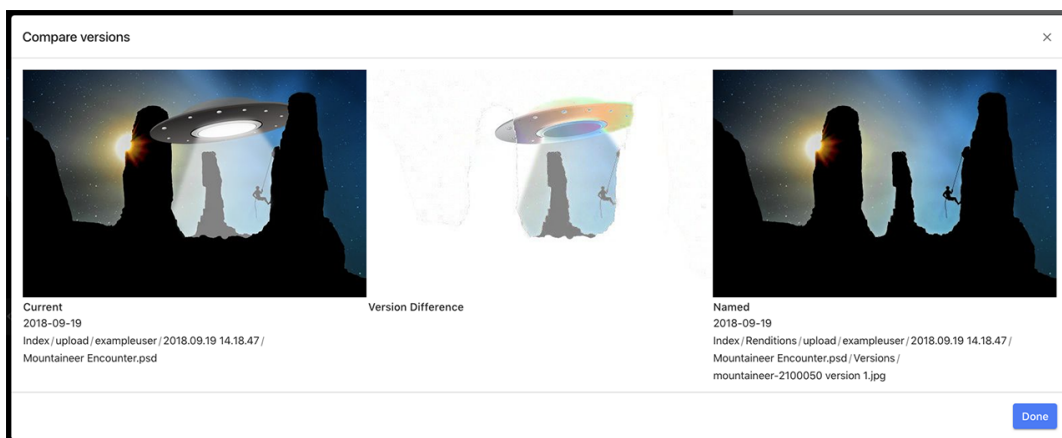 Compare versions
×
Current
2018-09-19
Index/upload/exampleuser/2018.09.19 14.18.47/
Mountaineer Encounter.psd
Version Difference
Named
2018-09-19
Index/Renditions/upload/exampleuser/2018.09.19 14.18.47/
Mountaineer Encounter.psd/Versions/
mountaineer-2100050 version 1.jpg
Done